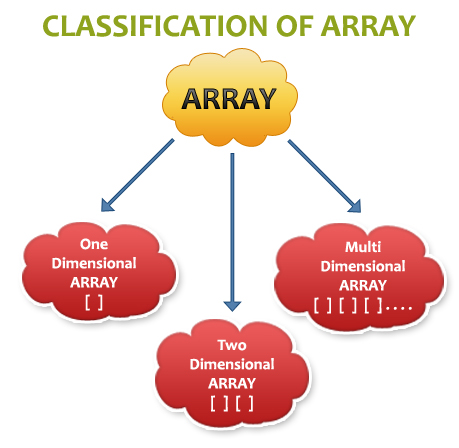 CLASSIFICATION OF ARRAY
ARRAY
One
Dimensional
ARRAY
[ ]
Two
Dimensional
ARRAY
[ ] [ ]
Multi
Dimensional
ARRAY
[ ] [ ] [ ]....